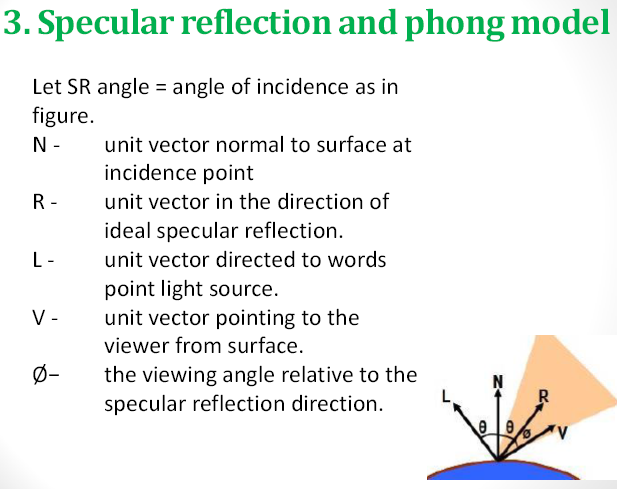 3. Specular reflection and phong model
Let SR angle = angle of incidence as in
figure.
N - unit vector normal to surface at
incidence point
R - unit vector in the direction of
ideal specular reflection.
L - unit vector directed to words
point light source.
V - unit vector pointing to the
viewer from surface.
Ø– the viewing angle relative to the
specular reflection direction.
N
L R
θ θ ø V